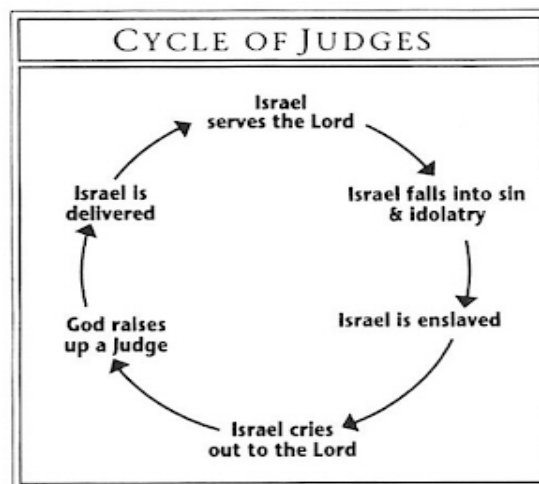 CYCLE OF JUDGES
Israel
serves the Lord
Israel falls into sin
& idolatry
Israel is enslaved
Israel cries
out to the Lord
God raises
up a Judge
Israel is
delivered